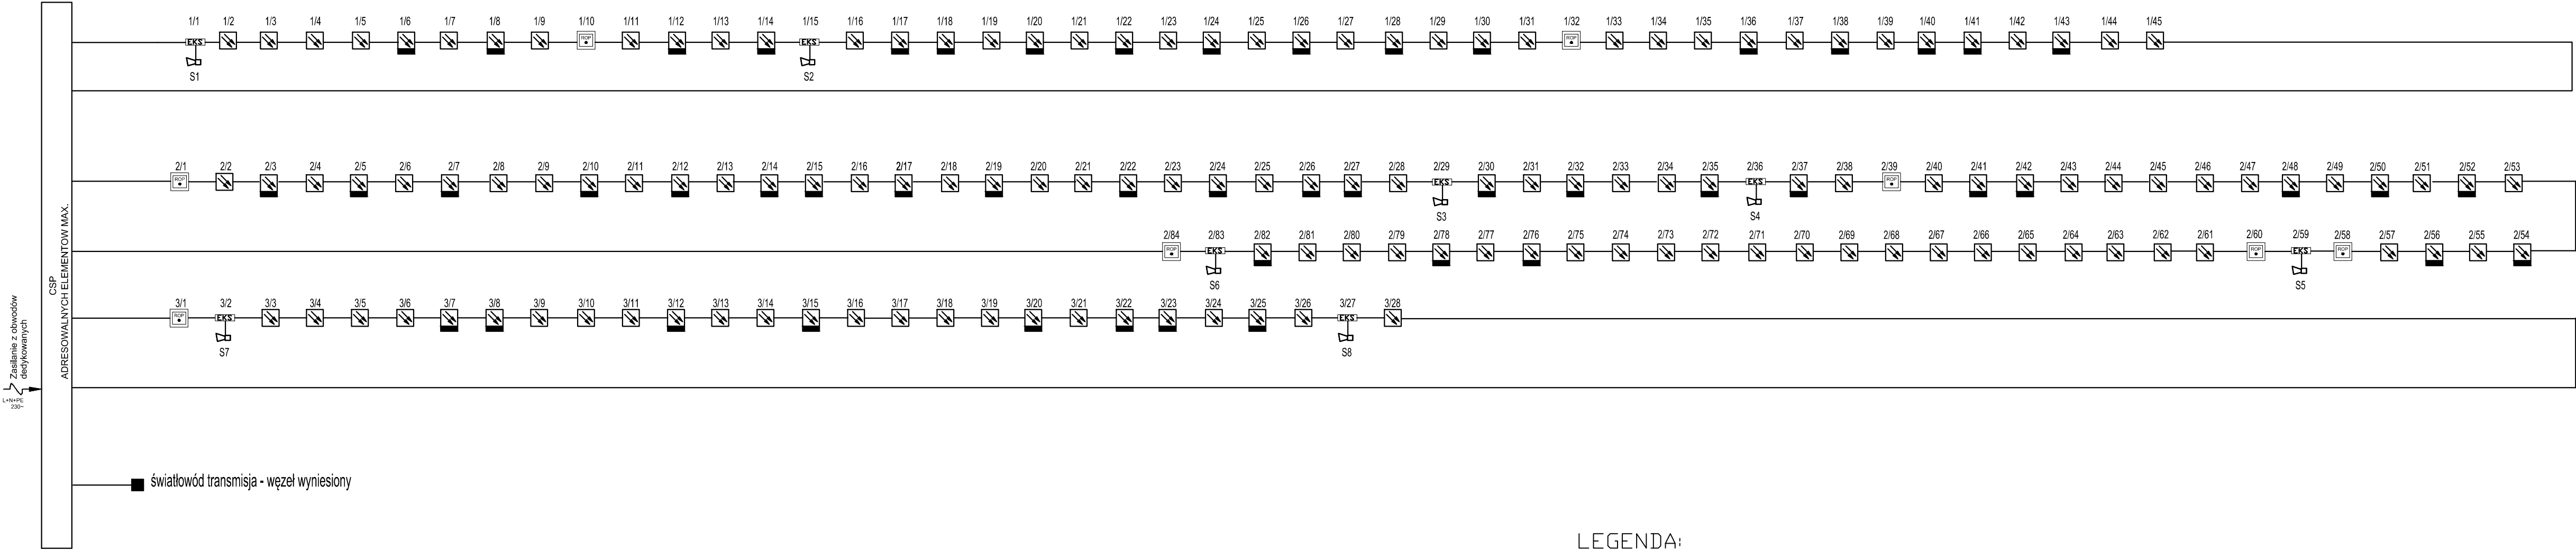 1/1 1/2 1/3 1/4 1/5 1/6 1/7 1/8 1/9 1/10 1/11 1/12 1/13 1/14 1/15 1/16 1/17 1/18 1/19 1/20 1/21 1/22 1/23 1/24 1/25 1/26 1/27 1/28 1/29 1/30 1/31 1/32 1/33 1/34 1/35 1/36 1/37 1/38 1/39 1/40 1/41 1/42 1/43 1/44 1/45
EKS ROP EKS ROP
S1 S2
2/1 2/2 2/3 2/4 2/5 2/6 2/7 2/8 2/9 2/10 2/11 2/12 2/13 2/14 2/15 2/16 2/17 2/18 2/19 2/20 2/21 2/22 2/23 2/24 2/25 2/26 2/27 2/28 2/29 2/30 2/31 2/32 2/33 2/34 2/35 2/36 2/37 2/38 2/39 2/40 2/41 2/42 2/43 2/44 2/45 2/46 2/47 2/48 2/49 2/50 2/51 2/52 2/53
ROP EKS EKS ROP
S3 S4
2/84 2/83 2/82 2/81 2/80 2/79 2/78 2/77 2/76 2/75 2/74 2/73 2/72 2/71 2/70 2/69 2/68 2/67 2/66 2/65 2/64 2/63 2/62 2/61 2/60 2/59 2/58 2/57 2/56 2/55 2/54
ROP EKS ROP EKS ROP
S6 S5
3/1 3/2 3/3 3/4 3/5 3/6 3/7 3/8 3/9 3/10 3/11 3/12 3/13 3/14 3/15 3/16 3/17 3/18 3/19 3/20 3/21 3/22 3/23 3/24 3/25 3/26 3/27 3/28
ROP EKS EKS
S7 S8
CSP
ADRESOWALNYCH ELEMENTOW MAX.
Zasilanie z obwodów
dedykowanych
L+N+PE
230~
światłowód transmisja - węzeł wyniesiony
LEGENDA: